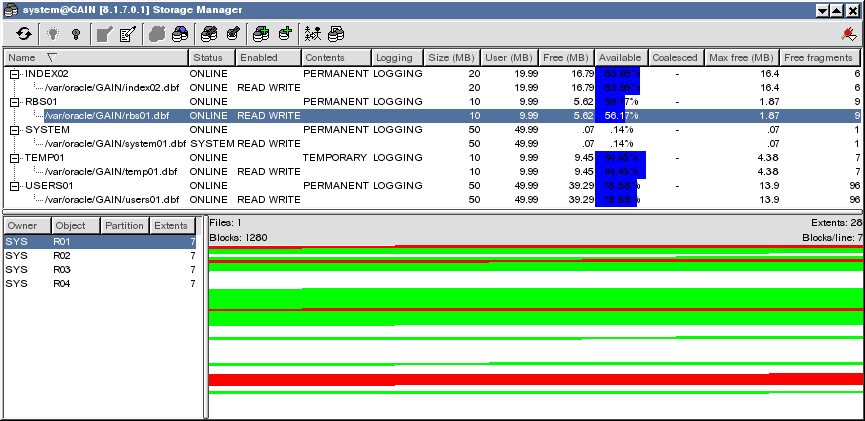 system@GAIN [8.1.7.0.1] Storage Manager
Name Status Enabled Contents Logging Size (MB) User (MB) Free (MB) Available Coalesced Max free (MB) Free fragments
INDEX02 ONLINE PERMANENT LOGGING 20 19.99 16.79 83.95% - 16.4 6
/var/oracle/GAIN/index02.dbf ONLINE READ WRITE 20 19.99 16.79 83.95% 16.4 6
RBS01 ONLINE PERMANENT LOGGING 10 9.99 5.62 56.17% - 1.87 9
/var/oracle/GAIN/rbs01.dbf ONLINE READ WRITE 10 9.99 5.62 56.17% 1.87 9
SYSTEM ONLINE PERMANENT LOGGING 50 49.99 .07 .14% - .07 1
/var/oracle/GAIN/system01.dbf SYSTEM READ WRITE 50 49.99 .07 .14% .07 1
TEMP01 ONLINE TEMPORARY LOGGING 10 9.99 9.45 94.45% - 4.38 7
/var/oracle/GAIN/temp01.dbf ONLINE READ WRITE 10 9.99 9.45 94.45% 4.38 7
USERS01 ONLINE PERMANENT LOGGING 50 49.99 39.29 78.58% - 13.9 96
/var/oracle/GAIN/users01.dbf ONLINE READ WRITE 50 49.99 39.29 78.58% 13.9 96
Owner Object Partition Extents
SYS R01 7
SYS R02 7
SYS R03 7
SYS R04 7
Files: 1 Extents: 28
Blocks: 1280 Blocks/line: 7